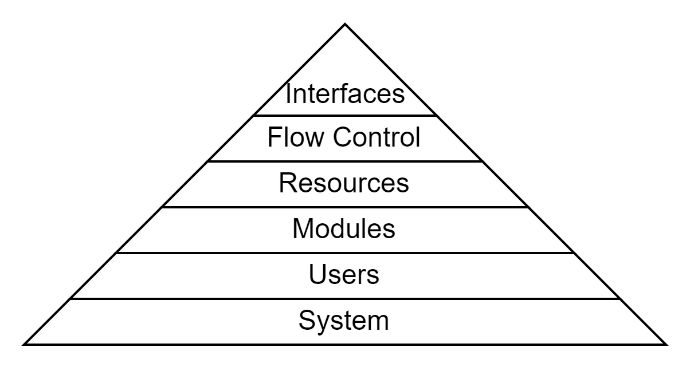 Interfaces
Flow Control
Resources
Modules
Users
System